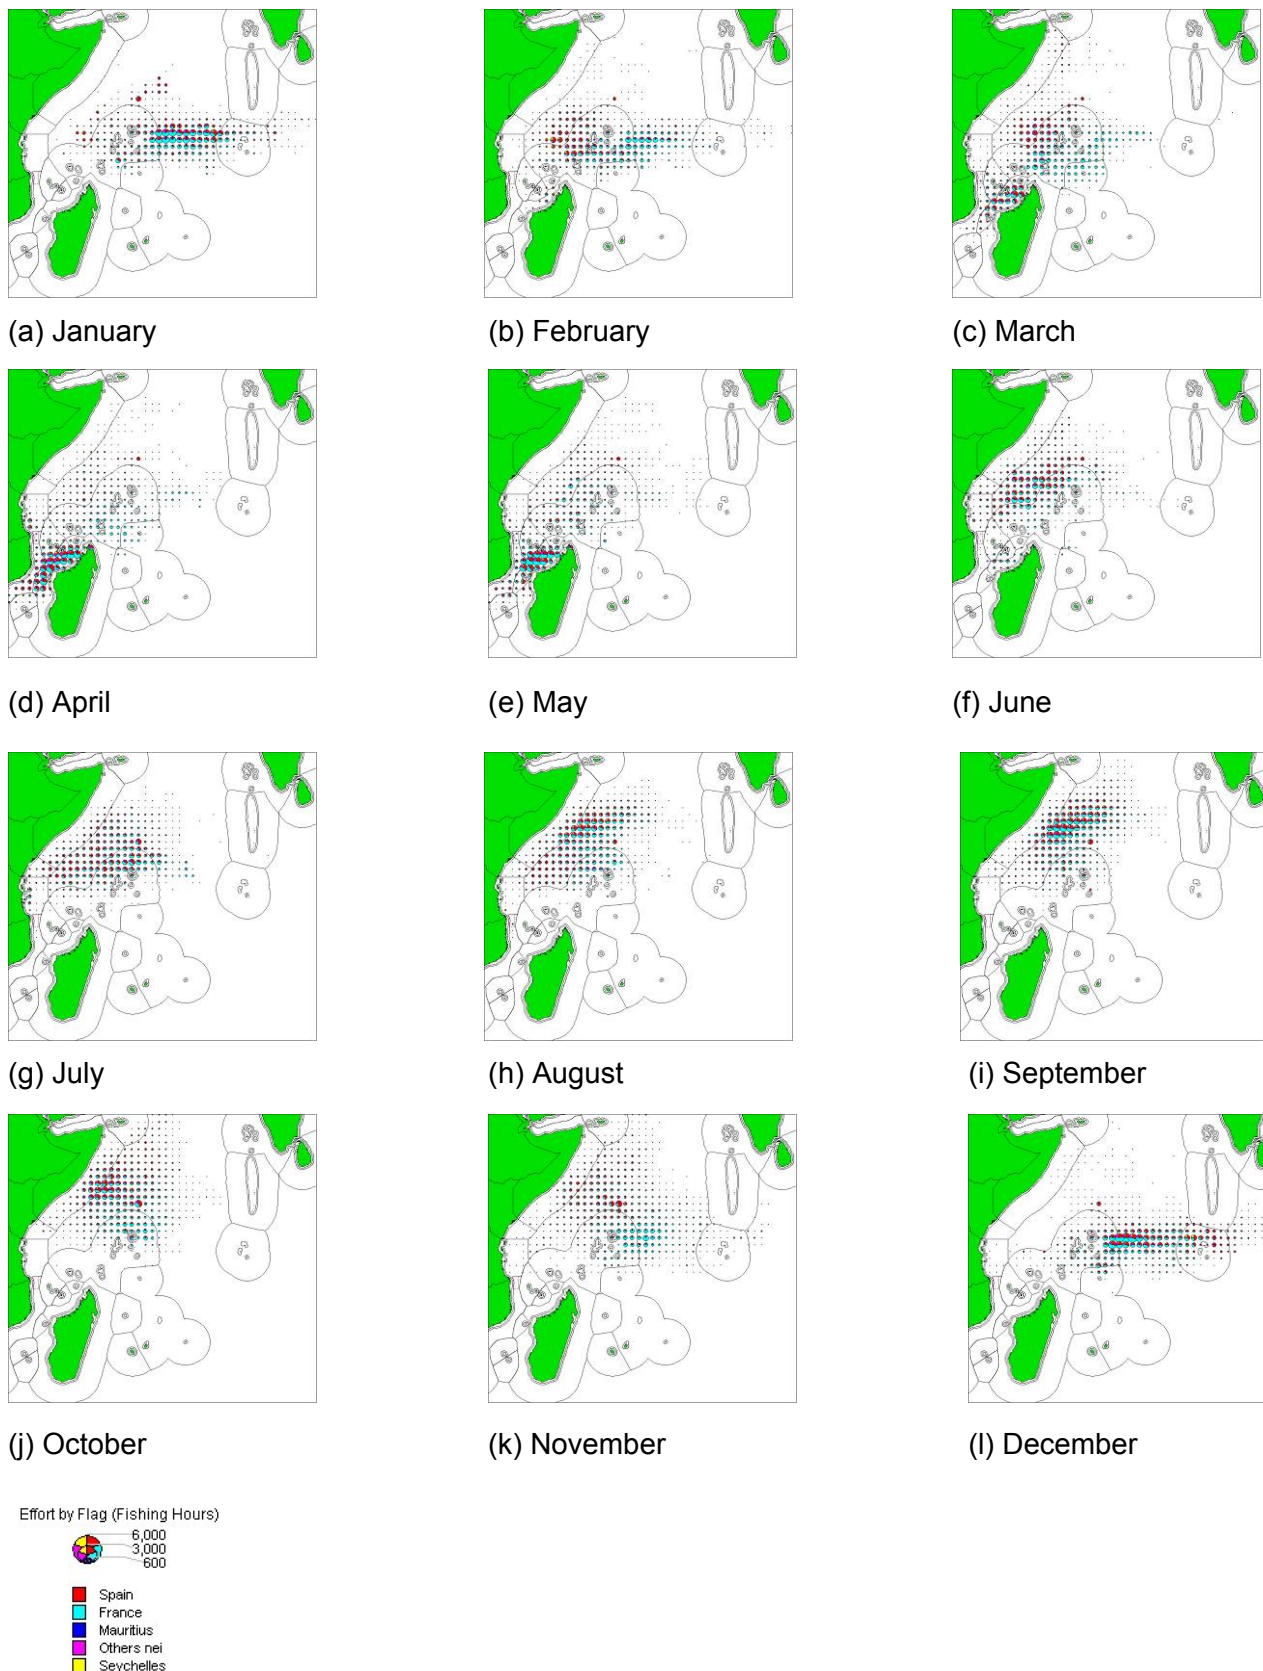 (a) January
(b) February
(c) March
(d) April
(e) May
(f) June
(g) July
(h) August
(i) September
(j) October
(k) November
(l) December
Effort by Flag (Fishing Hours)
6,000
3,000
600
Spain
France
Mauritius
Others nei
Seychelles